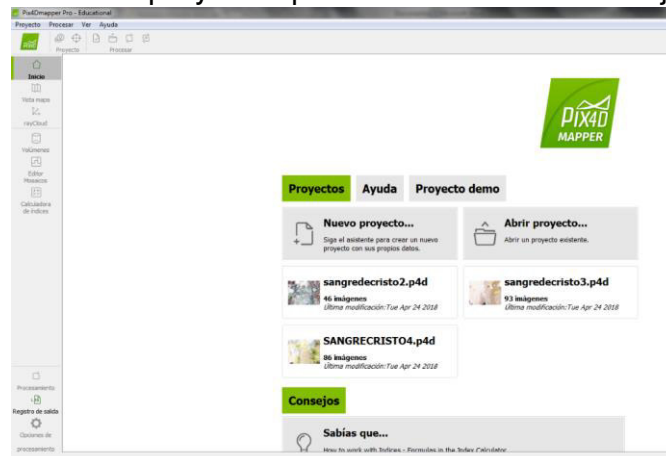 Pix4Dmapper Pro - Educational
Proyecto Procesar Ver Ayuda
Proyecto Procesar
Inicio
Vista mapa
rayCloud
Volúmenes
Editor
Mosaicos
Calculadora
de índices
PIX4D
MAPPER
Proyectos Ayuda Proyecto demo
Nuevo proyecto...
Siga el asistente para crear un nuevo
proyecto con sus propios datos.
Abrir proyecto...
Abrir un proyecto existente.
sangredecristo2.p4d
46 imágenes
Última modificación:Tue Apr 24 2018
sangredecristo3.p4d
93 imágenes
Última modificación:Tue Apr 24 2018
SANGRECRISTO4.p4d
86 imágenes
Última modificación:Tue Apr 24 2018
Consejos
Sabías que...
How to work with Indices - Formulas in the Index Calculator
Procesamiento
Registro de salida
Opciones de
procesamiento